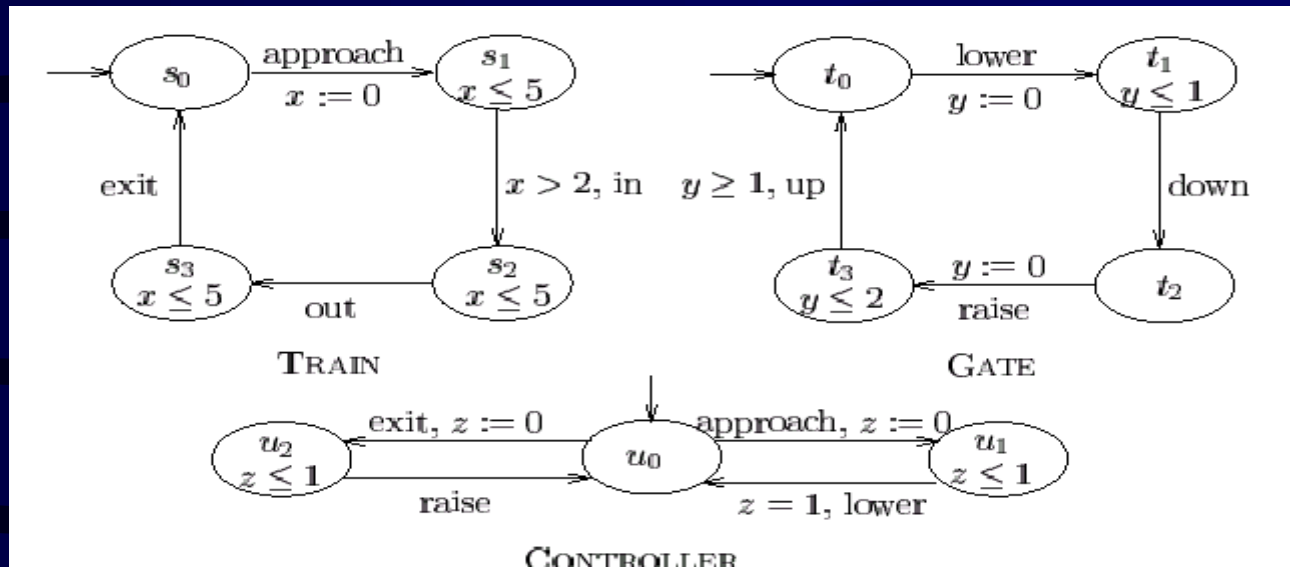 approach
s₀
s₁
x ≤ 5
x := 0
exit
x > 2, in
s₃
x ≤ 5
s₂
x ≤ 5
out
TRAIN
lower
t₀
t₁
y ≤ 1
y := 0
y ≥ 1, up
down
t₃
y ≤ 2
y := 0
t₂
raise
GATE
exit, z := 0
approach, z := 0
u₂
z ≤ 1
u₀
u₁
z ≤ 1
raise
z = 1, lower
CONTROLLER